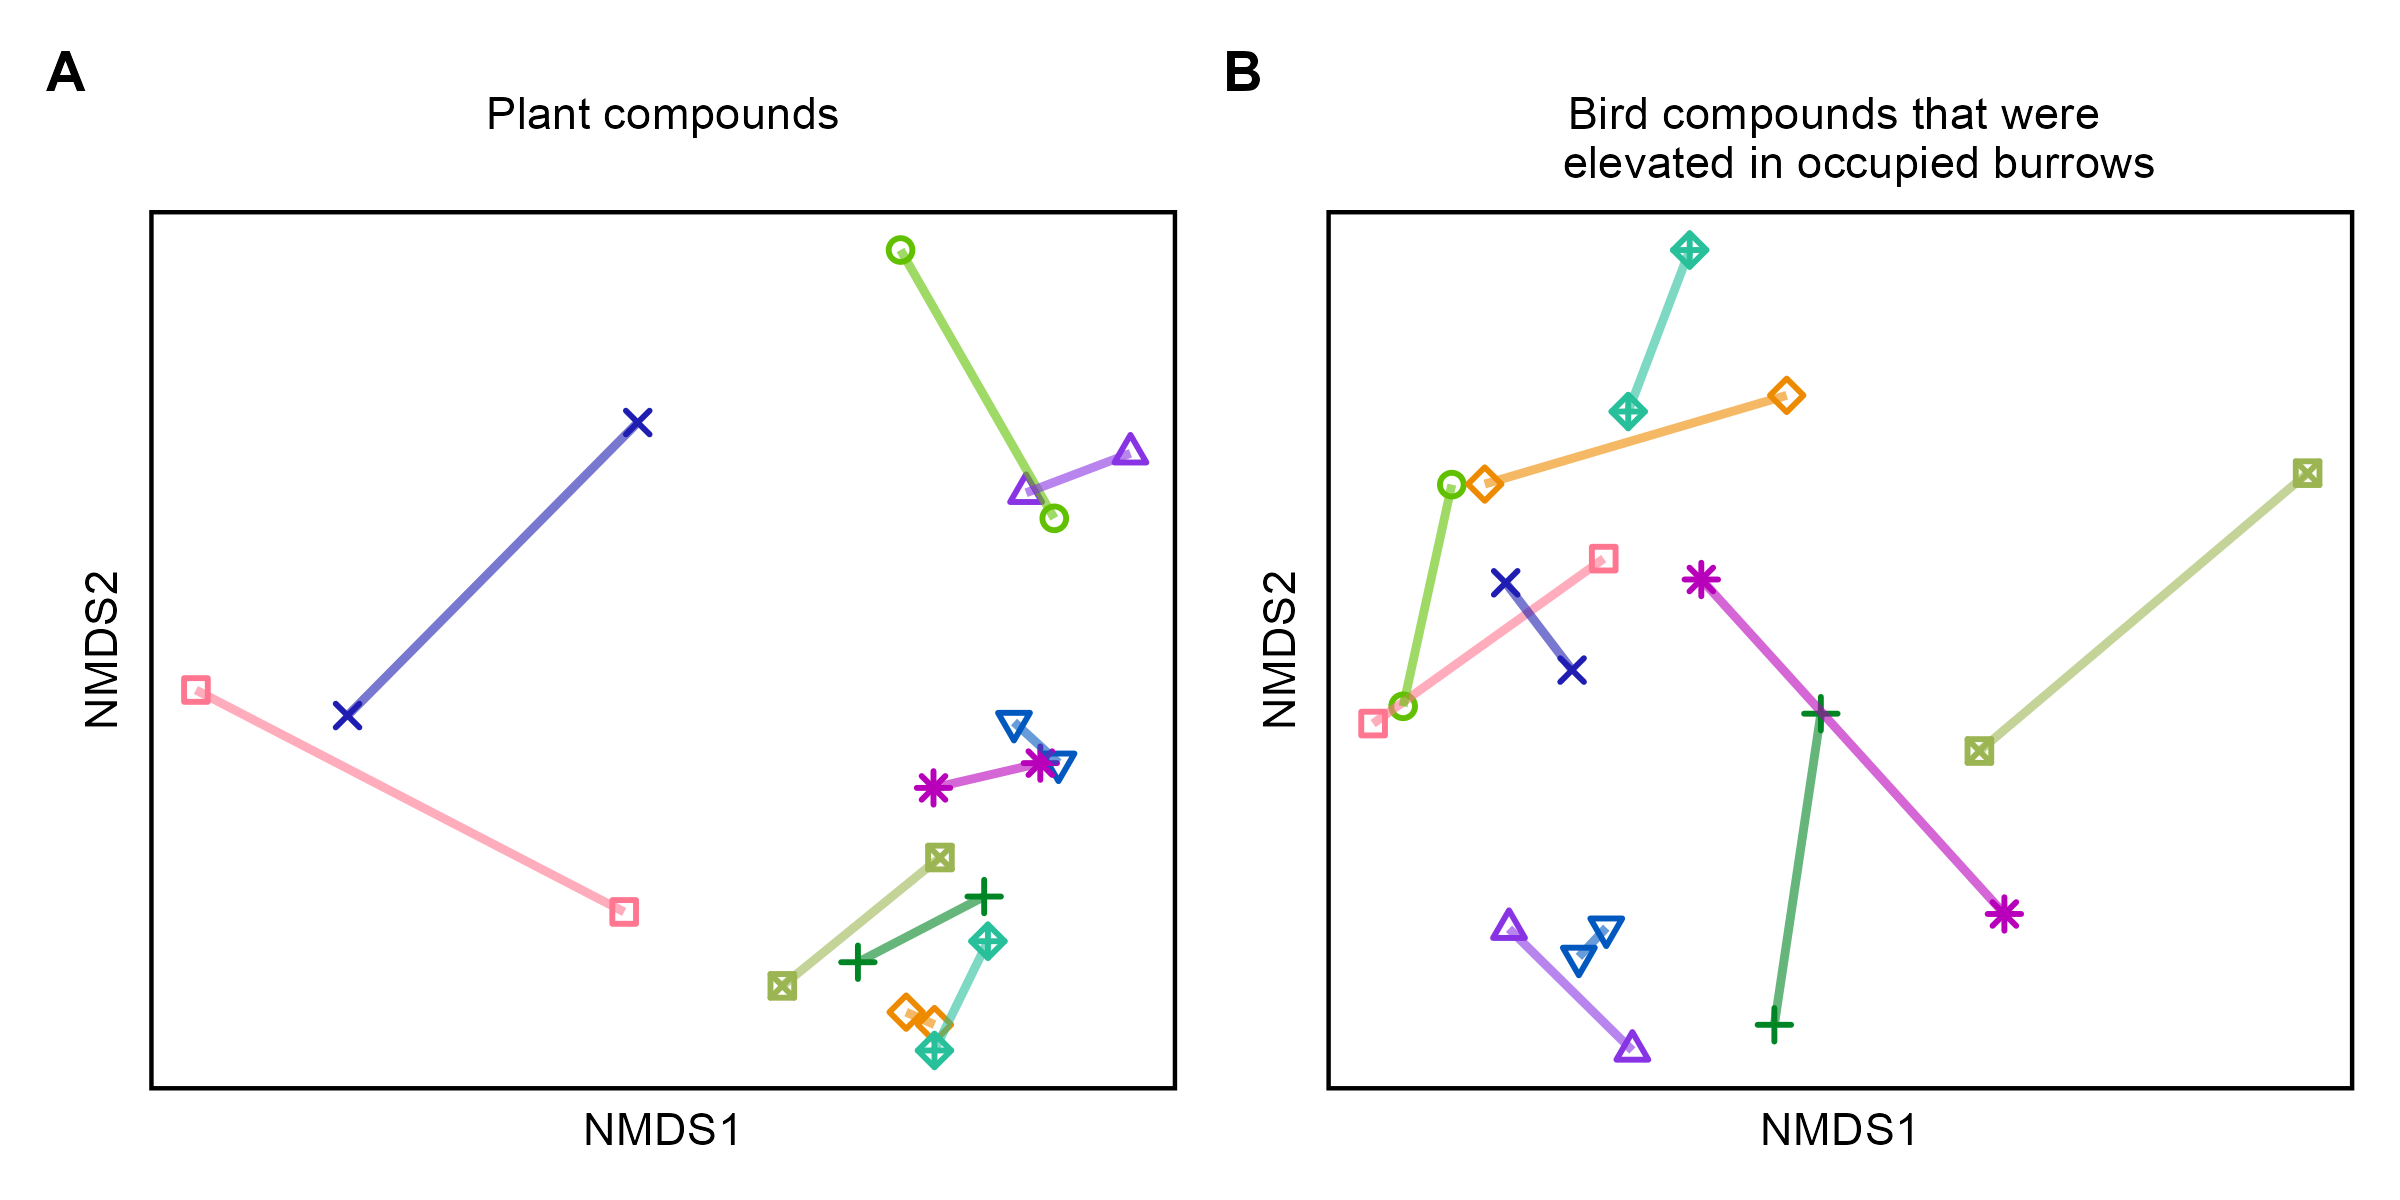 A
Plant compounds
NMDS2
NMDS1
B
Bird compounds that were
elevated in occupied burrows
NMDS2
NMDS1